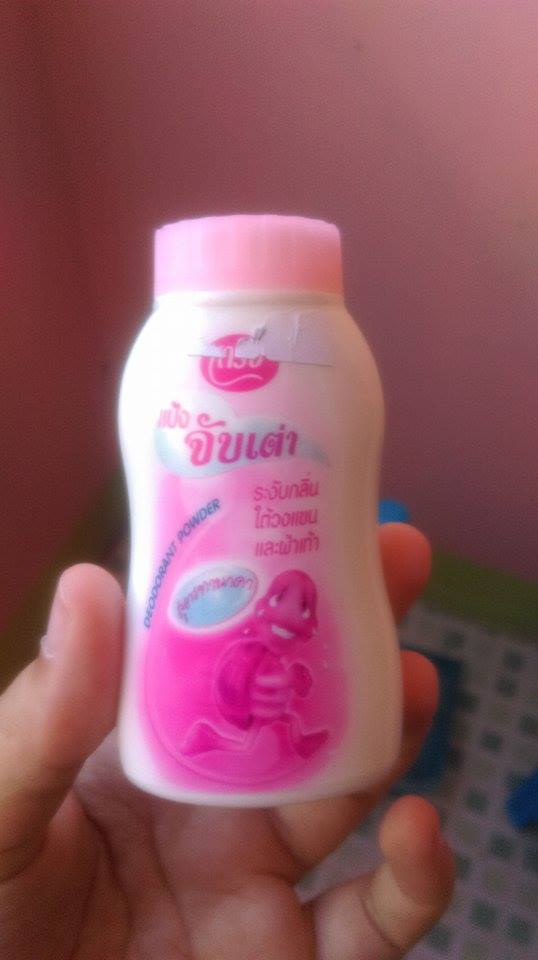 แป้ง
จับเต่า
ระงับกลิ่น
ใต้วงแขน
และฝ่าเท้า
DEODORANT POWDER